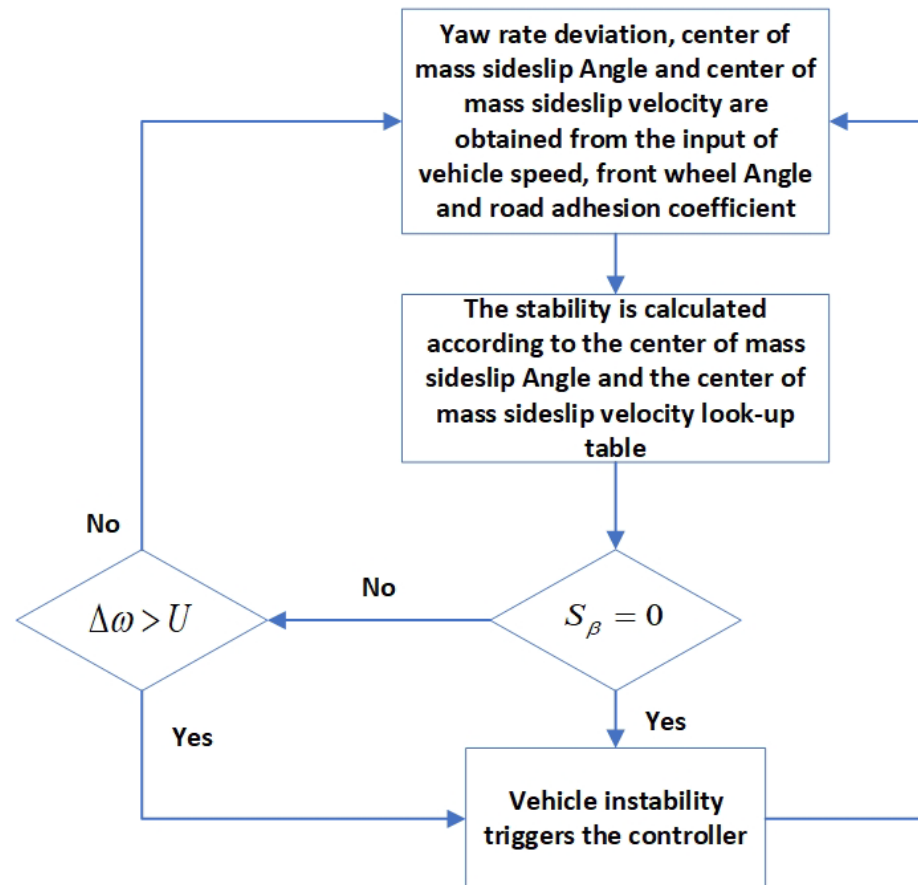 Yaw rate deviation, center of
mass sideslip Angle and center of
mass sideslip velocity are
obtained from the input of
vehicle speed, front wheel Angle
and road adhesion coefficient
The stability is calculated
according to the center of mass
sideslip Angle and the center of
mass sideslip velocity look-up
table
No
No
Δω > U
S_β = 0
Yes
Yes
Vehicle instability
triggers the controller